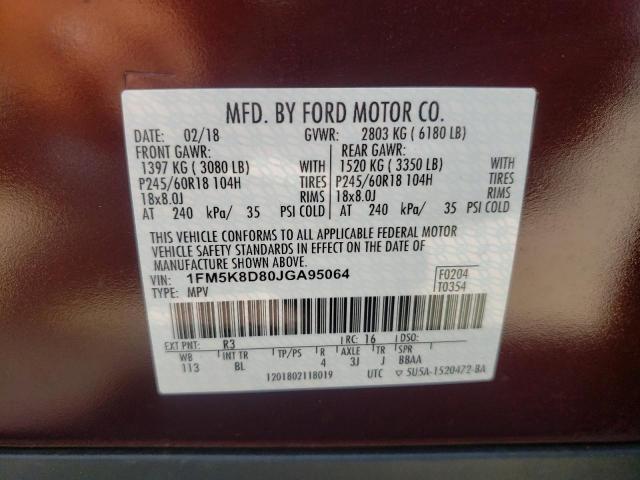 MFD. BY FORD MOTOR CO.
DATE: 02/18 GVWR: 2803 KG ( 6180 LB)
FRONT GAWR: REAR GAWR:
1397 KG ( 3080 LB) WITH 1520 KG ( 3350 LB) WITH
P245/60R18 104H TIRES P245/60R18 104H TIRES
18x8.0J RIMS 18x8.0J RIMS
AT 240 kPa/ 35 PSI COLD AT 240 kPa/ 35 PSI COLD
THIS VEHICLE CONFORMS TO ALL APPLICABLE FEDERAL MOTOR
VEHICLE SAFETY STANDARDS IN EFFECT ON THE DATE OF
MANUFACTURE SHOWN ABOVE.
VIN: 1FM5K8D80JGA95064 F0204
TYPE: MPV T0354
EXT PNT: R3 RC: 16 DSO:
WB INT TR TP/PS R AXLE TR SPR
113 BL 4 3J J BBAA
1201802118019 UTC ▽ 5U5A-1520472-BA